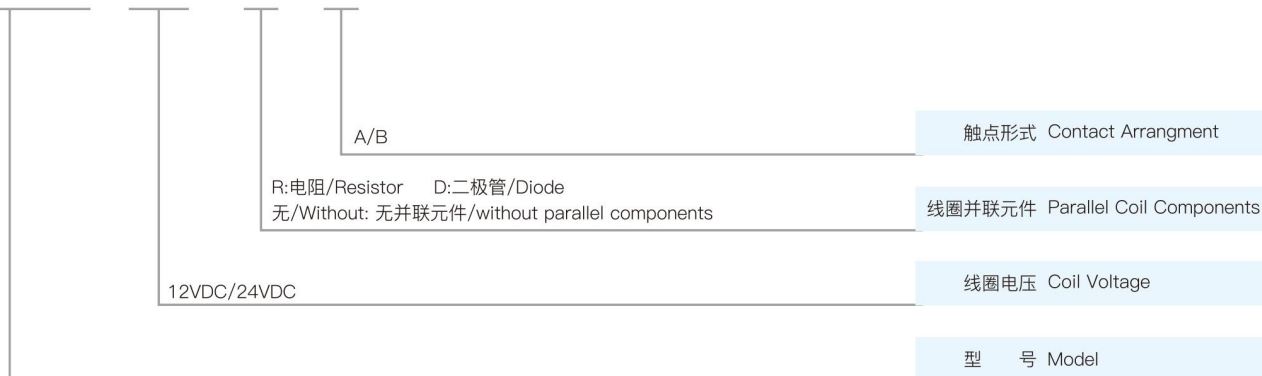 A/B
触点形式 Contact Arrangment
R:电阻/Resistor D:二极管/Diode
无/Without: 无并联元件/without parallel components
线圈并联元件 Parallel Coil Components
12VDC/24VDC
线圈电压 Coil Voltage
型 号 Model